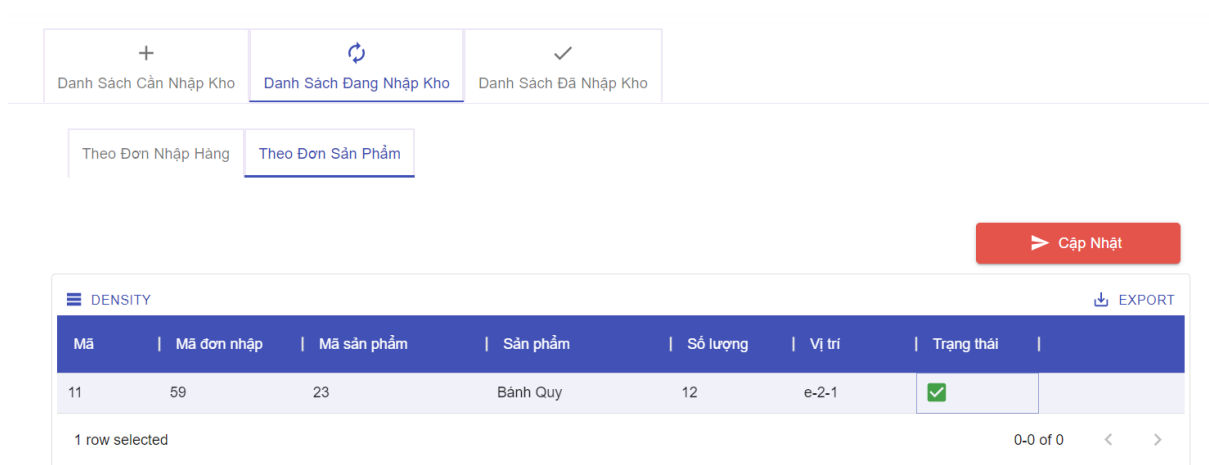 Danh Sách Cần Nhập Kho Danh Sách Đang Nhập Kho Danh Sách Đã Nhập Kho
Theo Đơn Nhập Hàng Theo Đơn Sản Phẩm
Cập Nhật
DENSITY EXPORT
Mã Mã đơn nhập Mã sản phẩm Sản phẩm Số lượng Vị trí Trạng thái
11 59 23 Bánh Quy 12 e-2-1
1 row selected 0-0 of 0